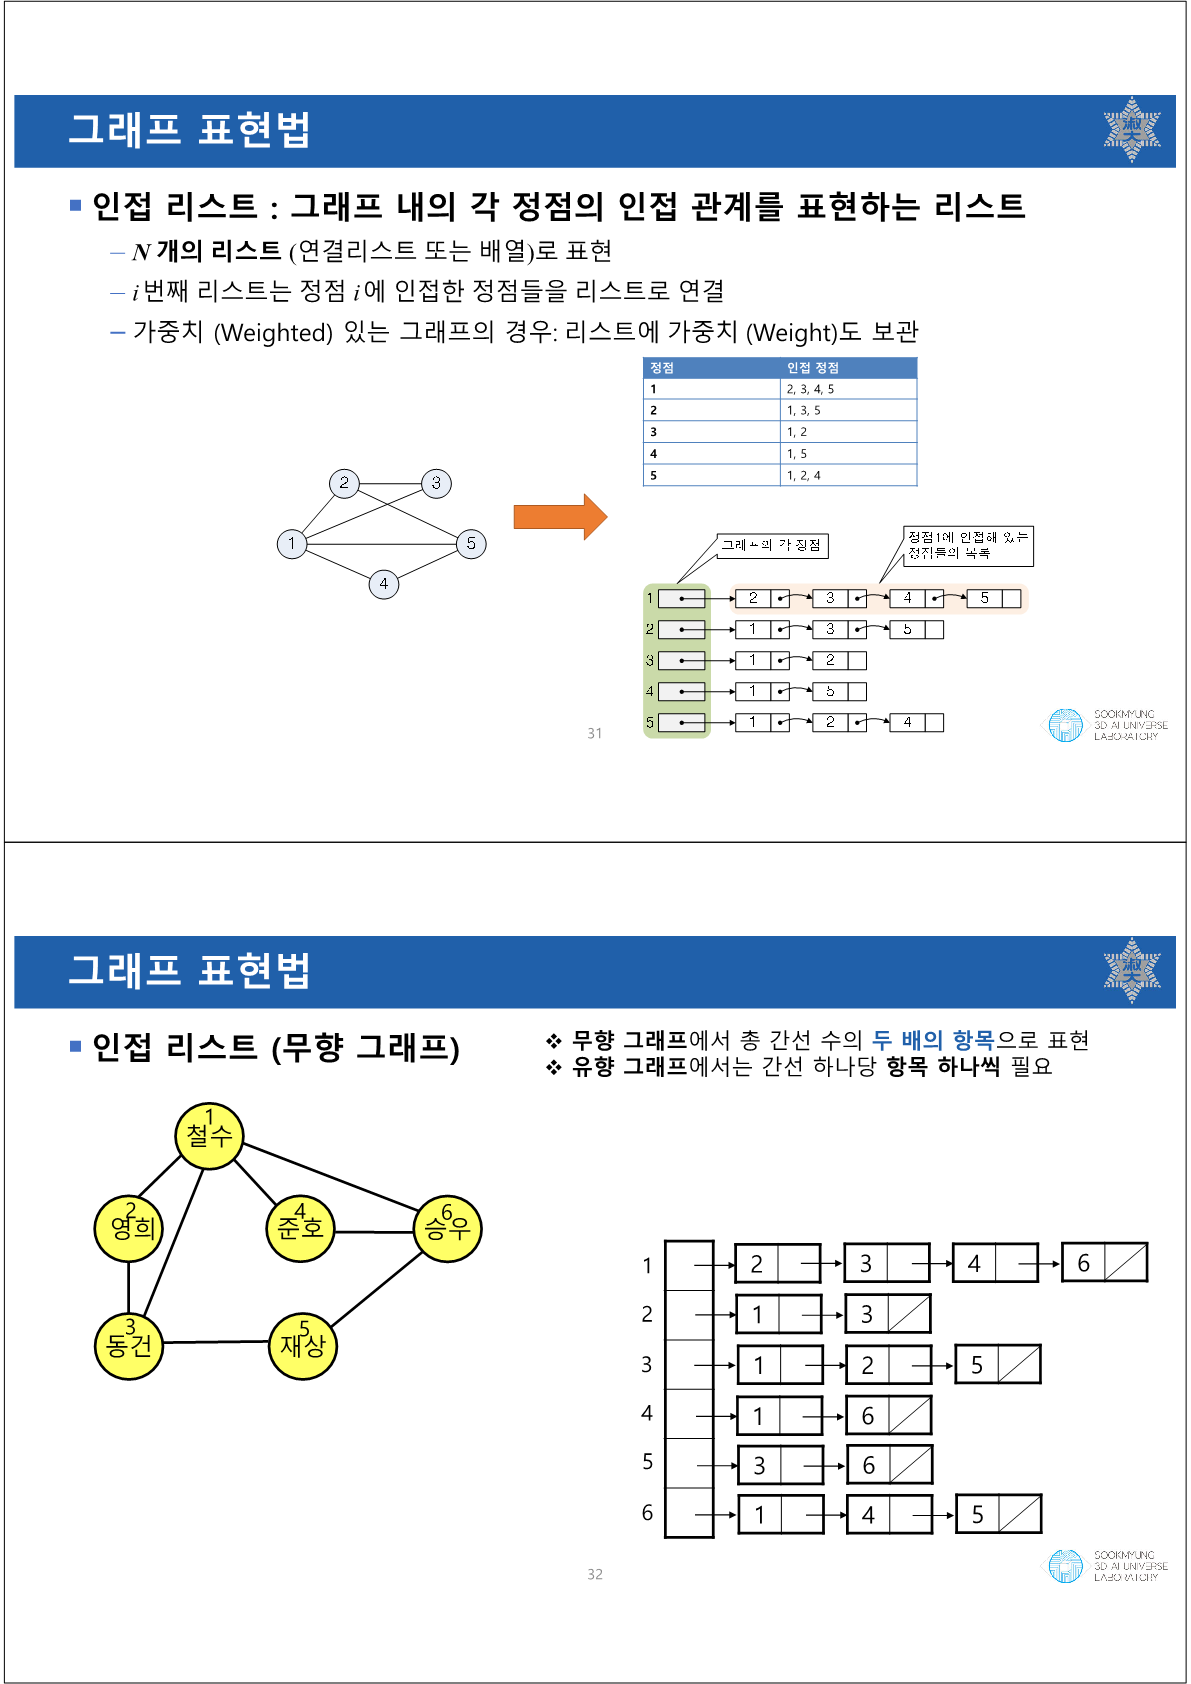 그래프 표현법
인접 리스트 : 그래프 내의 각 정점의 인접 관계를 표현하는 리스트
– N 개의 리스트 (연결리스트 또는 배열)로 표현
– i 번째 리스트는 정점 i 에 인접한 정점들을 리스트로 연결
– 가중치 (Weighted) 있는 그래프의 경우: 리스트에 가중치 (Weight)도 보관
정점 인접 정점
1 2, 3, 4, 5
2 1, 3, 5
3 1, 2
4 1, 5
5 1, 2, 4
2 3
1 5
4
그래프의 각 정점
정점1에 인접해 있는
정점들의 목록
1 2 3 4 5
2 1 3 5
3 1 2
4 1 5
5 1 2 4
31
SOOKMYUNG
3D AI UNIVERSE
LABORATORY
그래프 표현법
인접 리스트 (무향 그래프)
❖ 무향 그래프에서 총 간선 수의 두 배의 항목으로 표현
❖ 유향 그래프에서는 간선 하나당 항목 하나씩 필요
1
철수
2
영희
4
준호
6
승우
3
동건
5
재상
1 2 3 4 6
2 1 3
3 1 2 5
4 1 6
5 3 6
6 1 4 5
32
SOOKMYUNG
3D AI UNIVERSE
LABORATORY